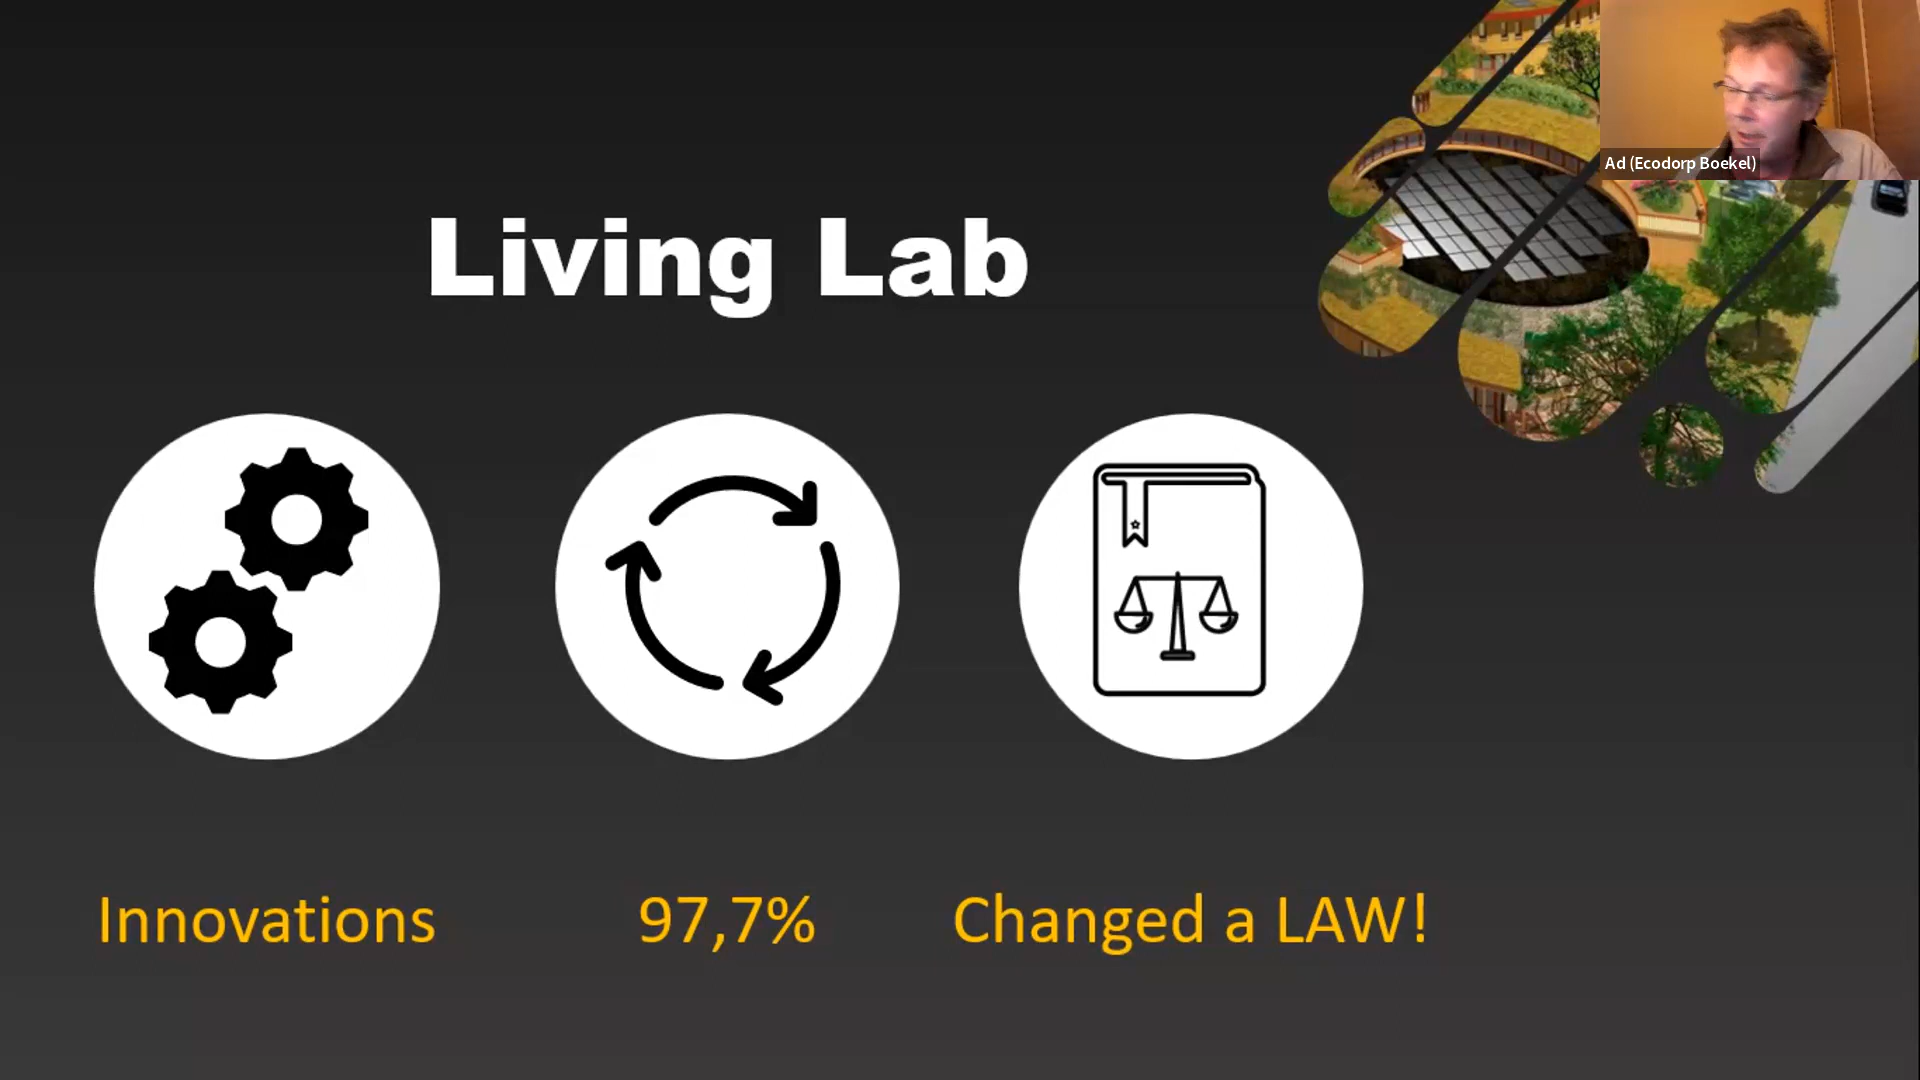 Ad (Ecodorp Boekel)
Living Lab
Innovations
97,7%
Changed a LAW!